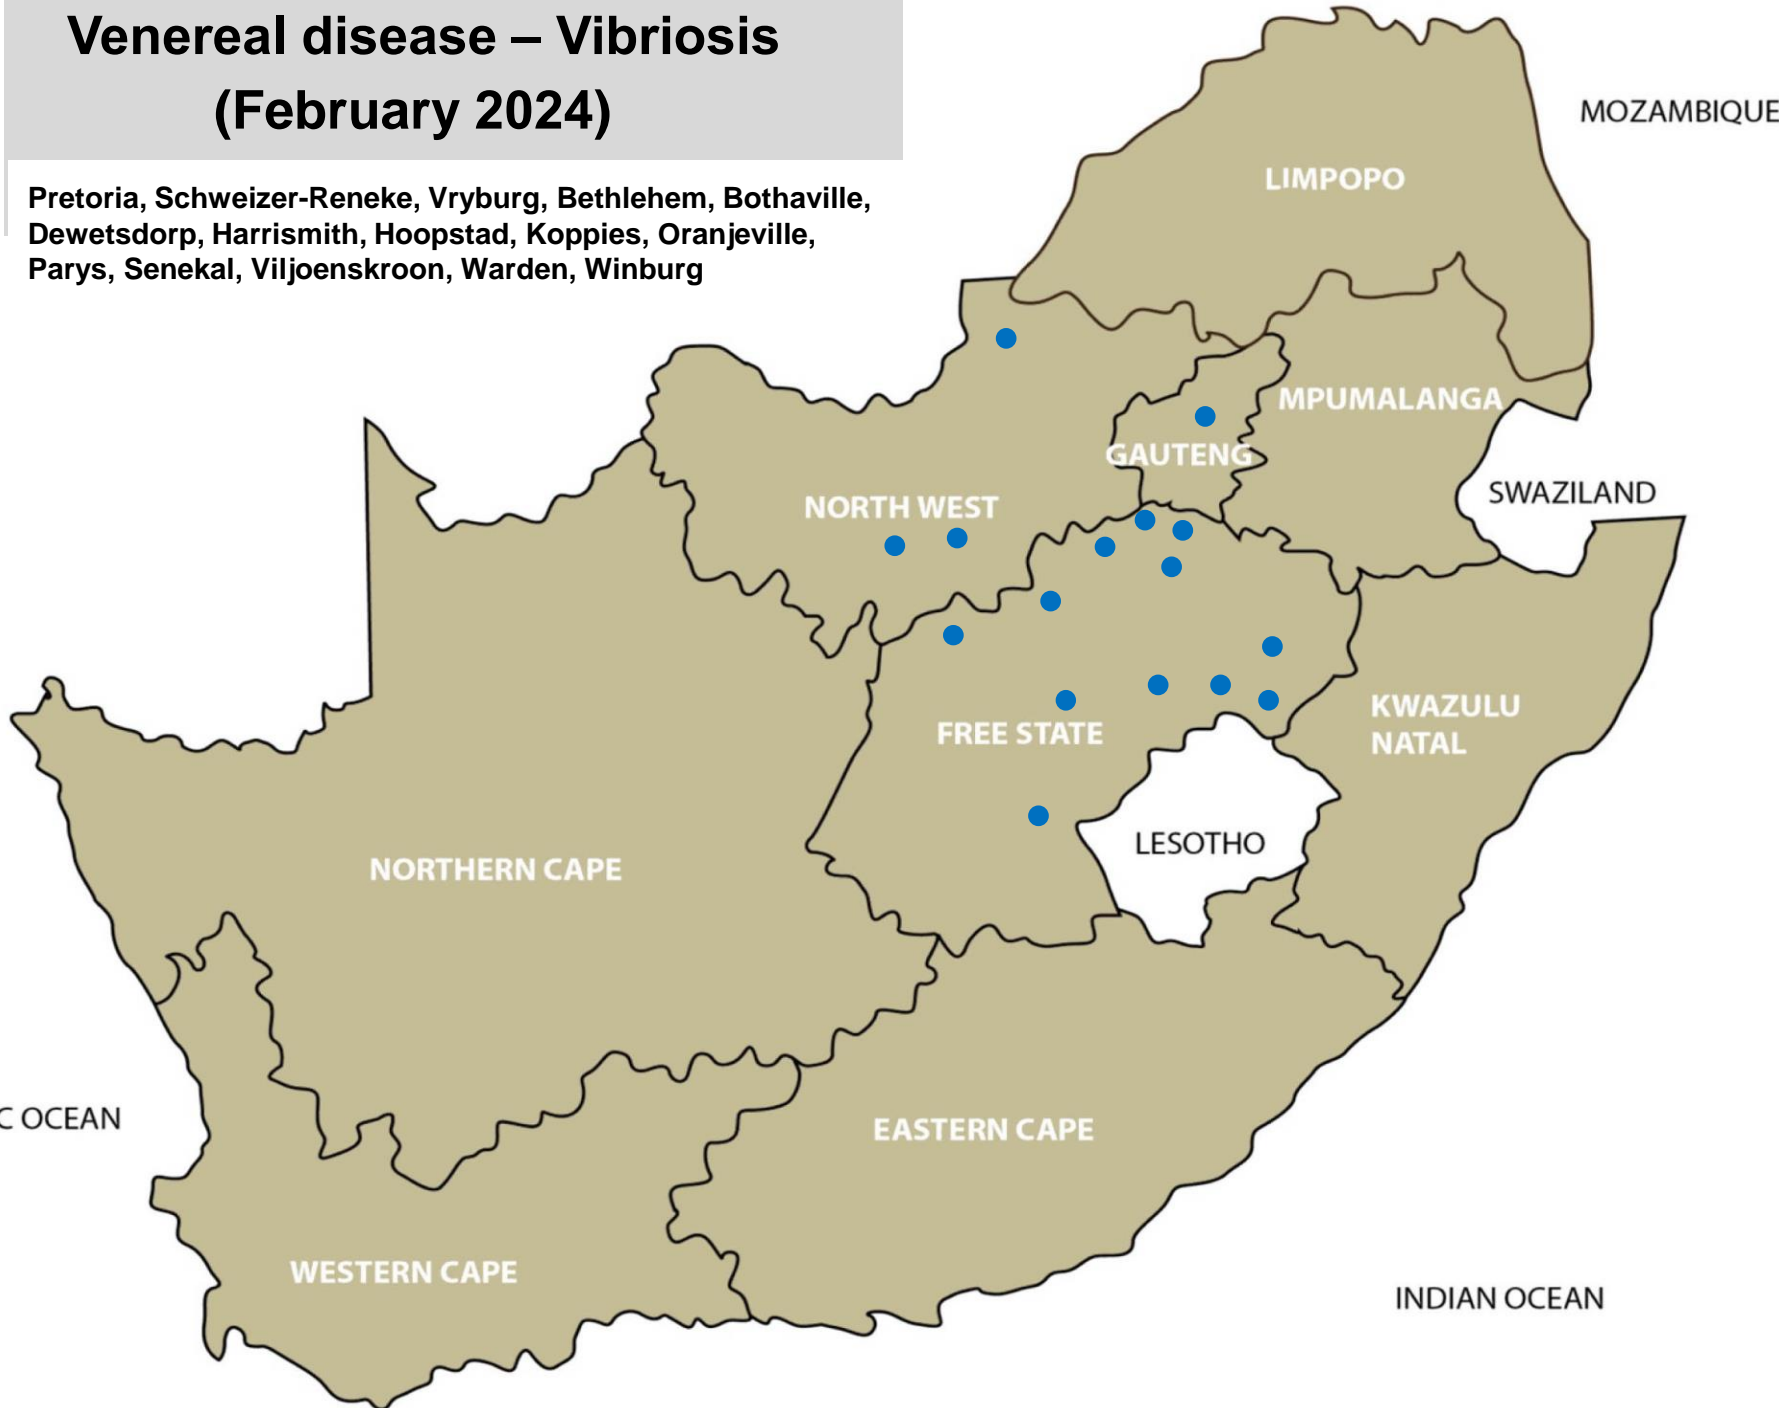 Venereal disease – Vibriosis
(February 2024)
Pretoria, Schweizer-Reneke, Vryburg, Bethlehem, Bothaville,
Dewetsdorp, Harrismith, Hoopstad, Koppies, Oranjeville,
Parys, Senekal, Viljoenskroon, Warden, Winburg
MOZAMBIQUE
LIMPOPO
MPUMALANGA
GAUTENG
SWAZILAND
NORTH WEST
KWAZULU
NATAL
FREE STATE
LESOTHO
NORTHERN CAPE
C OCEAN
EASTERN CAPE
WESTERN CAPE
INDIAN OCEAN